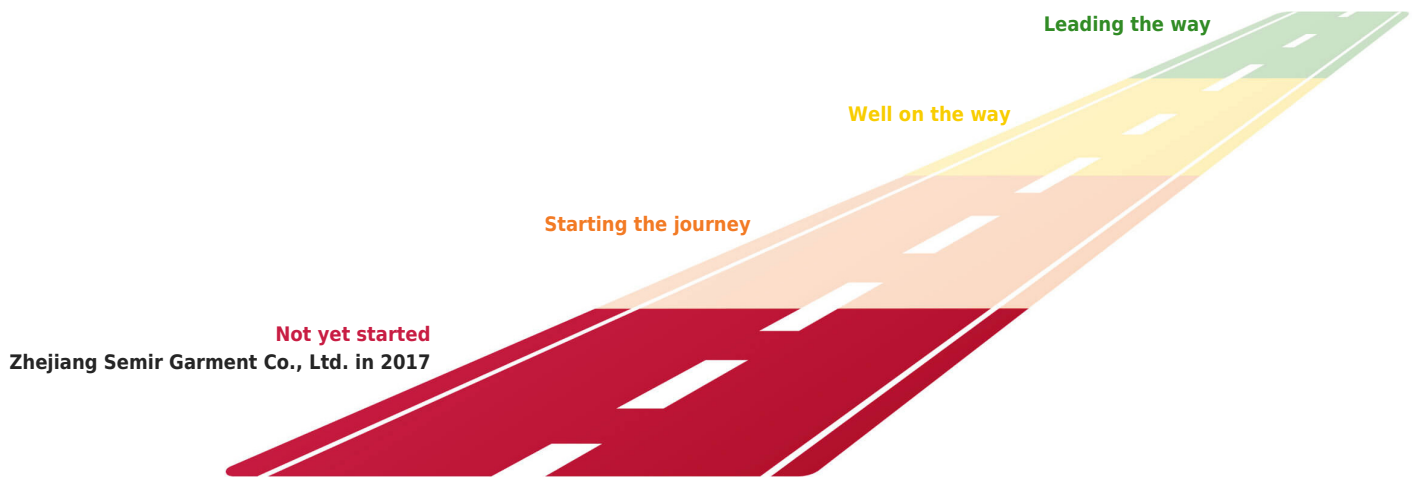 Leading the way
Well on the way
Starting the journey
Not yet started
Zhejiang Semir Garment Co., Ltd. in 2017